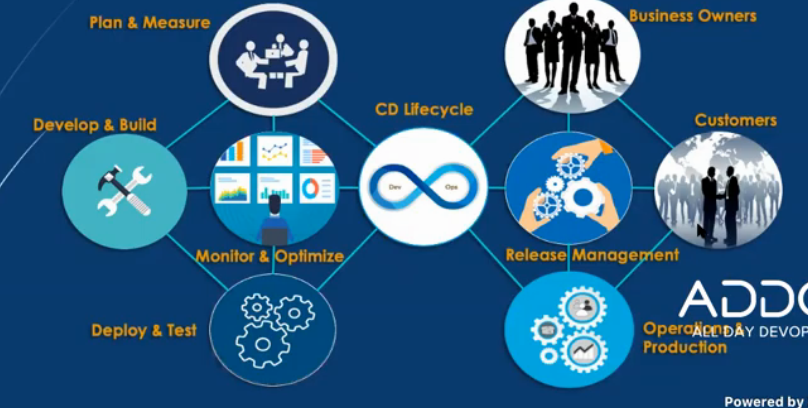 Plan & Measure
Business Owners
CD Lifecycle
Develop & Build
Customers
Dev
Ops
Monitor & Optimize
Release Management
Deploy & Test
Operations &
Production
ADDO
ALL DAY DEVOP
Powered by